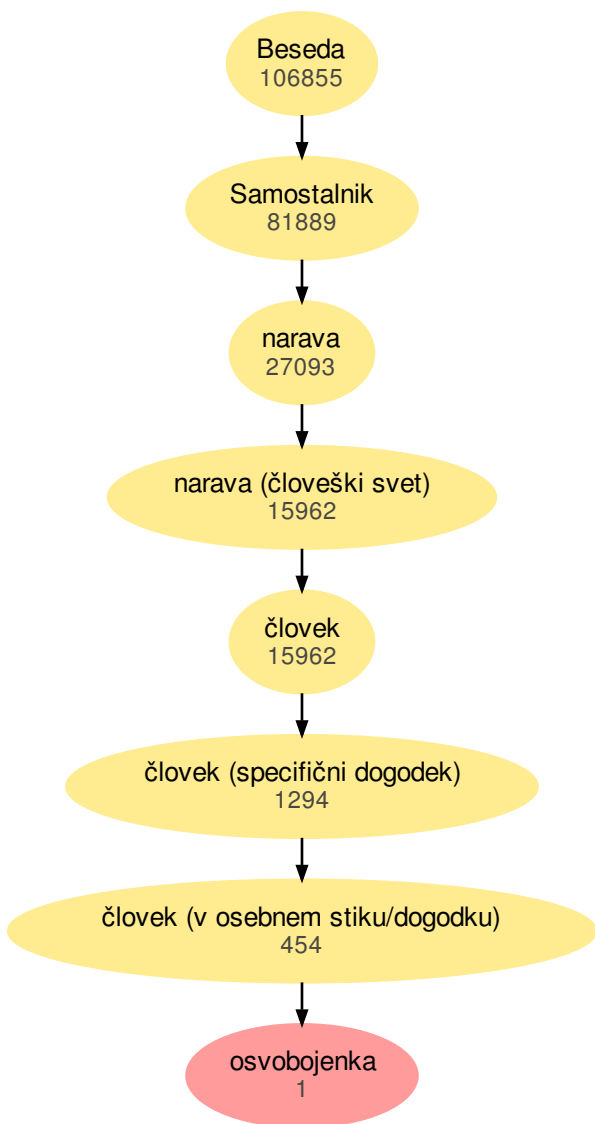 Beseda
106855
Samostalnik
81889
narava
27093
narava (človeški svet)
15962
človek
15962
človek (specifični dogodek)
1294
človek (v osebnem stiku/dogodku)
454
osvobojenka
1